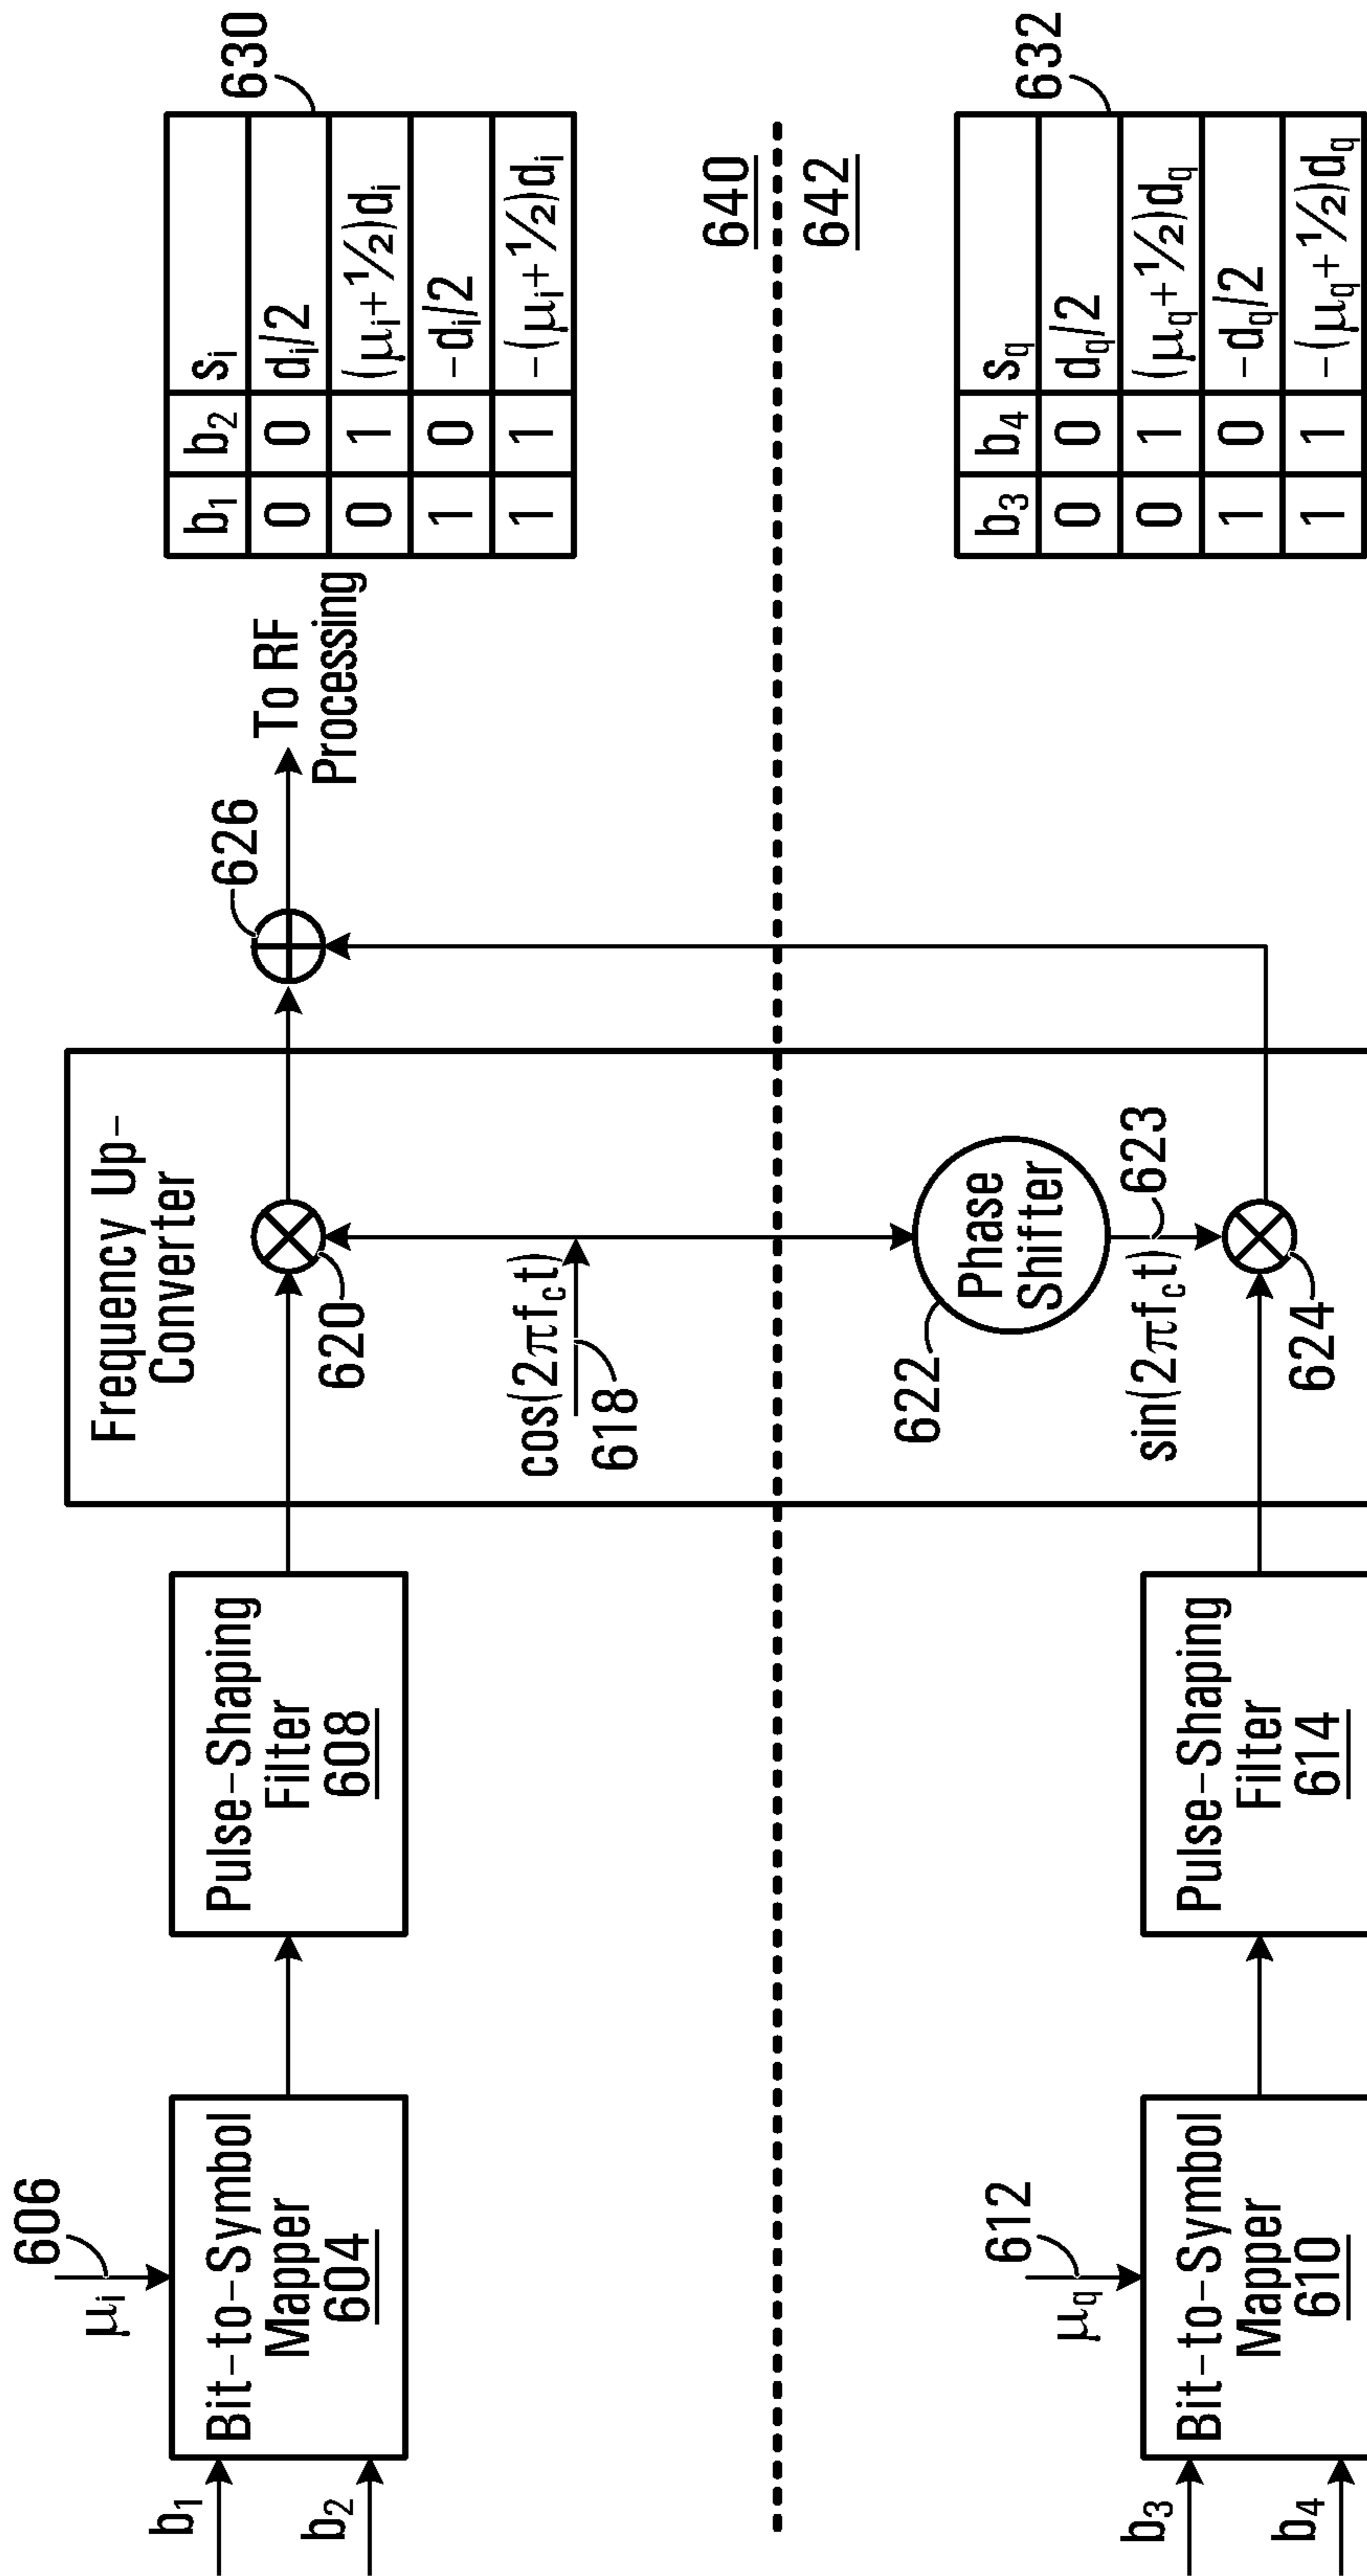 b₁
b₂
606
μᵢ
Bit-to-Symbol
Mapper
604
Pulse-Shaping
Filter
608
Frequency Up-
Converter
620
cos(2πf꜀t)
618
626
To RF
Processing
630
b₁ b₂ sᵢ
0 0 dᵢ/2
0 1 (μᵢ+½)dᵢ
1 0 -dᵢ/2
1 1 -(μᵢ+½)dᵢ
640
642
b₃
b₄
612
μq
Bit-to-Symbol
Mapper
610
Pulse-Shaping
Filter
614
622
Phase
Shifter
sin(2πf꜀t)
623
624
632
b₃ b₄ sq
0 0 dq/2
0 1 (μq+½)dq
1 0 -dq/2
1 1 -(μq+½)dq